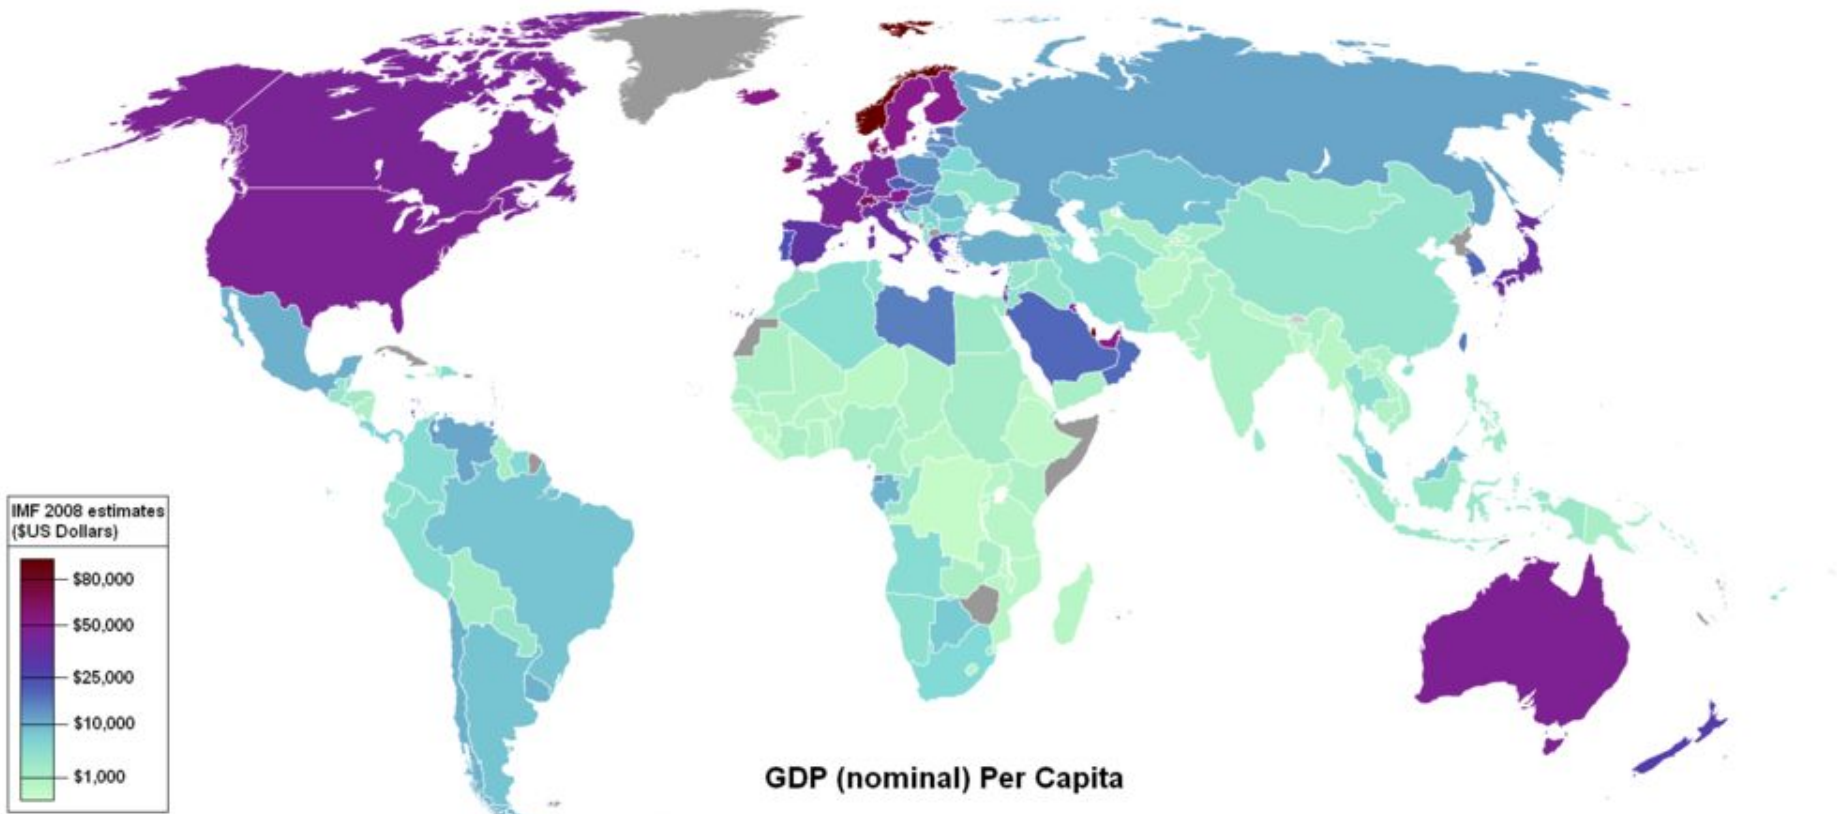 IMF 2008 estimates
($US Dollars)
$80,000
$50,000
$25,000
$10,000
$1,000
GDP (nominal) Per Capita